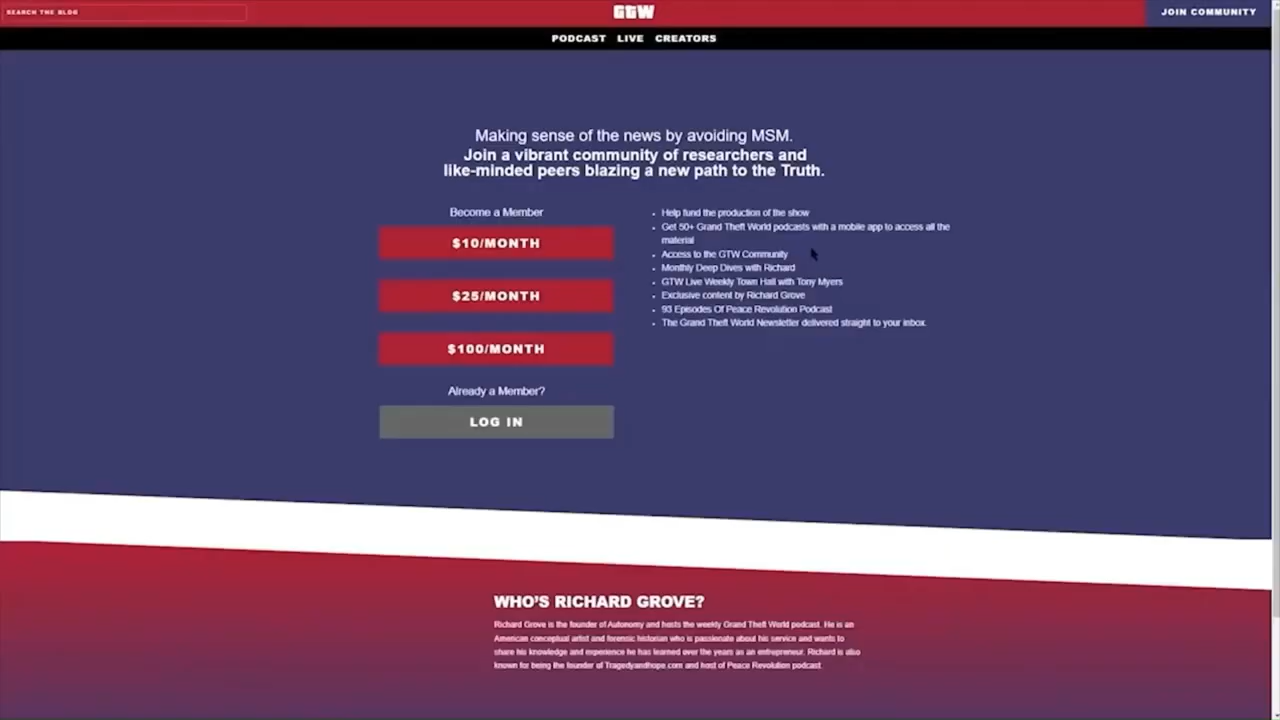 SEARCH THE BLOG
GTW
JOIN COMMUNITY
PODCAST LIVE CREATORS
Making sense of the news by avoiding MSM.
Join a vibrant community of researchers and
like-minded peers blazing a new path to the Truth.
Become a Member
$10/MONTH
$25/MONTH
$100/MONTH
Already a Member?
LOG IN
Help fund the production of the show
Get 50+ Grand Theft World podcasts with a mobile app to access all the
material
Access to the GTW Community
Monthly Deep Dives with Richard
GTW Live Weekly Town Hall with Tony Myers
Exclusive content by Richard Grove
93 Episodes Of Peace Revolution Podcast
The Grand Theft World Newsletter delivered straight to your inbox.
WHO'S RICHARD GROVE?
Richard Grove is the founder of Autonomy and hosts the weekly Grand Theft World podcast. He is an
American conceptual artist and forensic historian who is passionate about his service and wants to
share his knowledge and experience he has learned over the years as an entrepreneur. Richard is also
known for being the founder of Tragedyandhope.com and host of Peace Revolution podcast.